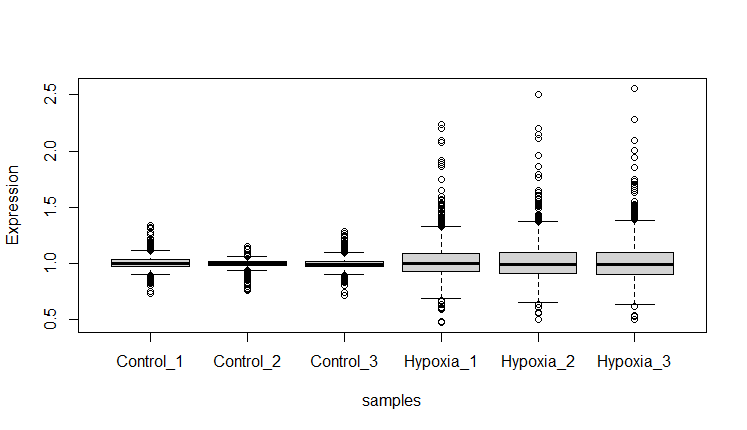 Expression
2.5
2.0
1.5
1.0
0.5
Control_1 Control_2 Control_3 Hypoxia_1 Hypoxia_2 Hypoxia_3
samples